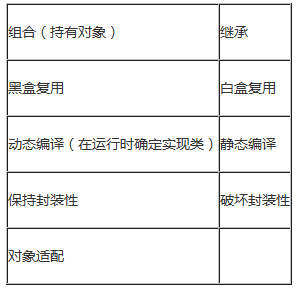 组合（持有对象） 继承
黑盒复用 白盒复用
动态编译（在运行时确定实现类） 静态编译
保持封装性 破坏封装性
对象适配